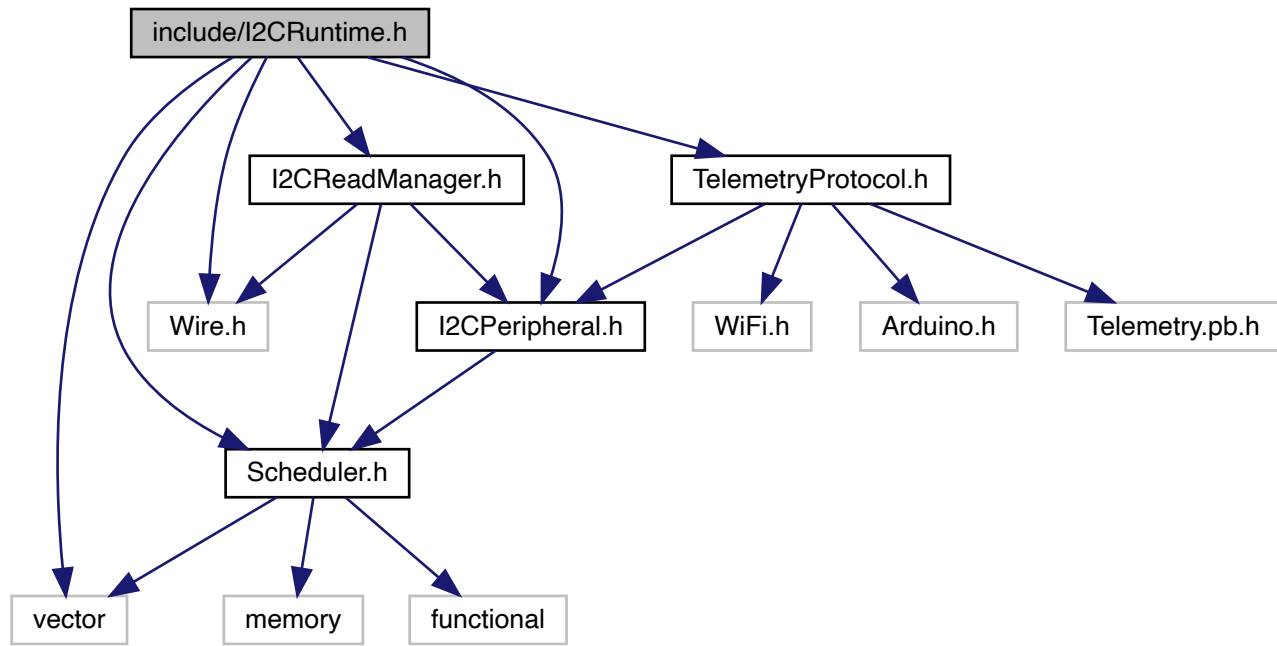 include/I2CRuntime.h
I2CReadManager.h
TelemetryProtocol.h
Wire.h
I2CPeripheral.h
WiFi.h
Arduino.h
Telemetry.pb.h
Scheduler.h
vector
memory
functional